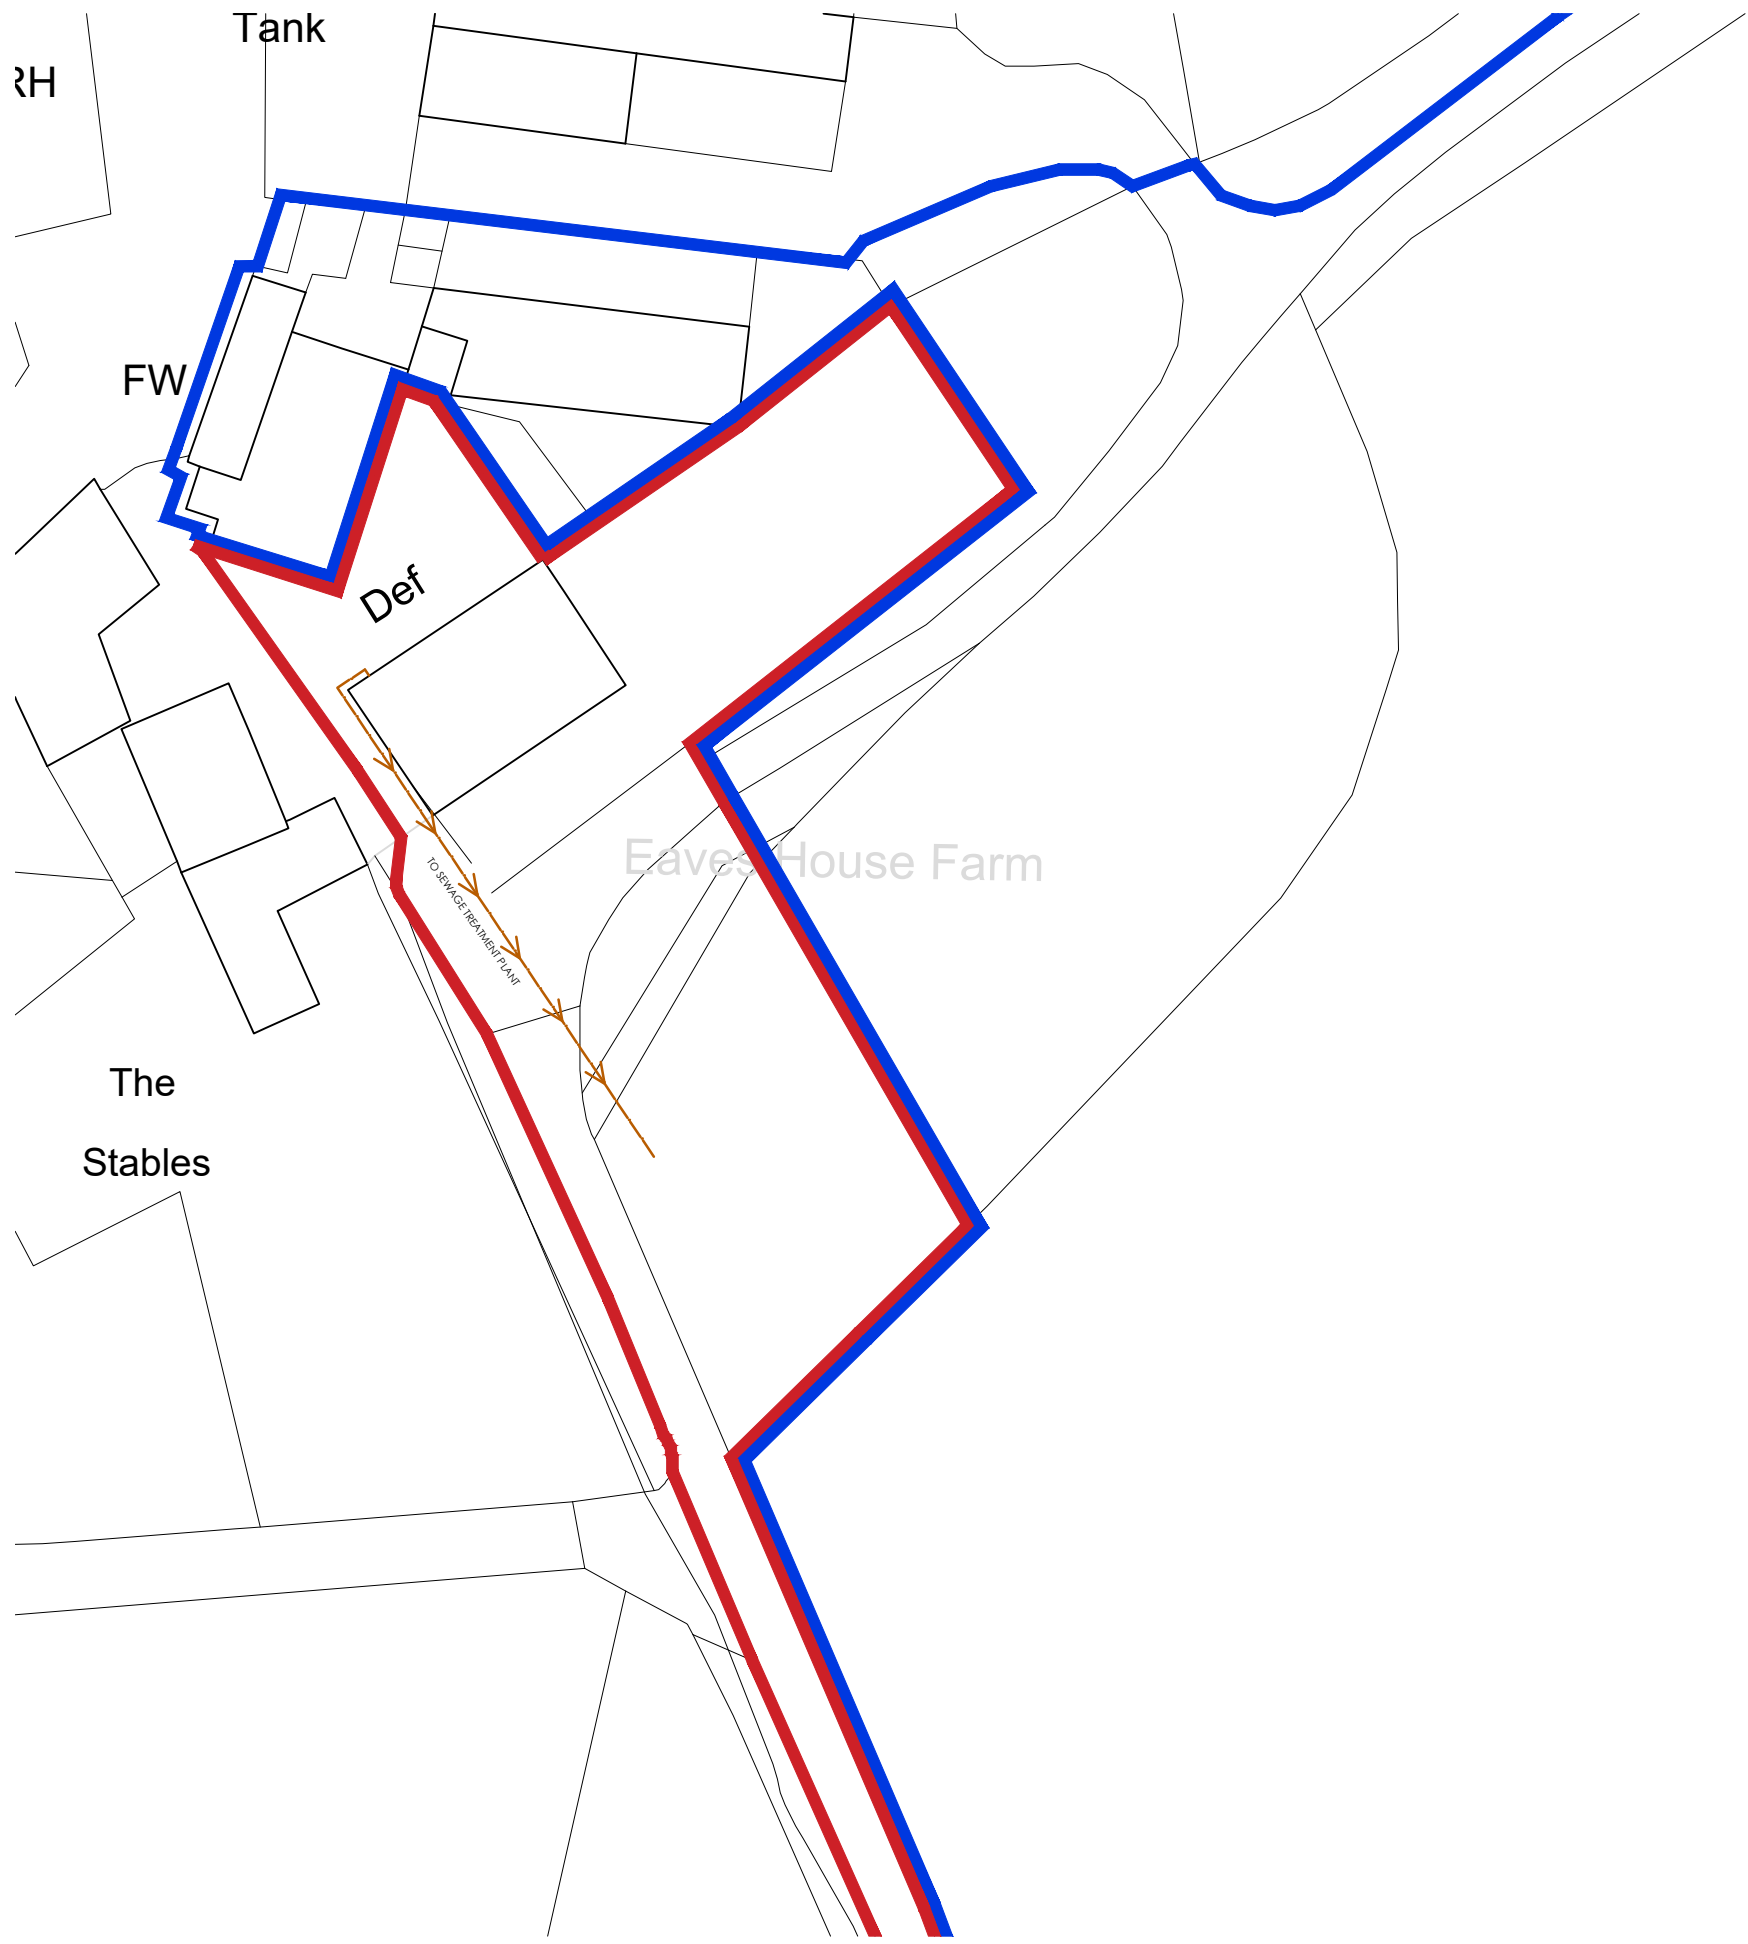 Tank
RH
FW
Def
TO SEWAGE TREATMENT PLANT
Eaves House Farm
The
Stables